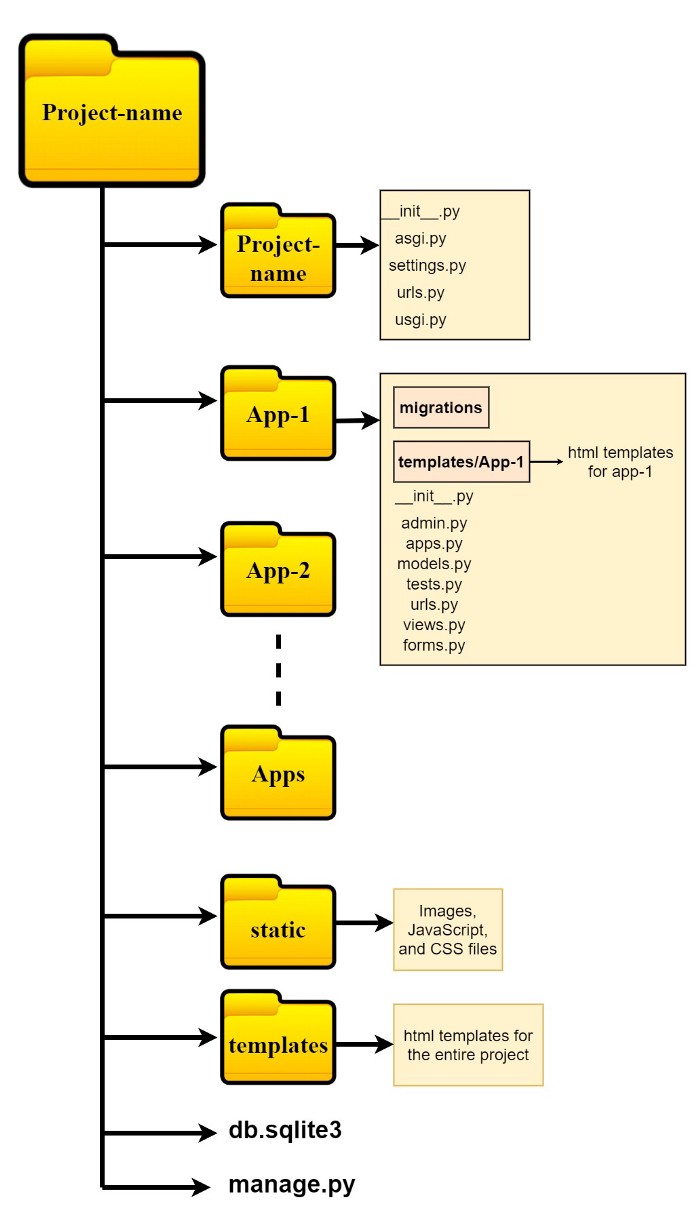 Project-name
Project-
name
__init__.py
asgi.py
settings.py
urls.py
usgi.py
App-1
migrations
templates/App-1
html templates
for app-1
__init__.py
admin.py
apps.py
models.py
tests.py
urls.py
views.py
forms.py
App-2
Apps
static
Images,
JavaScript,
and CSS files
templates
html templates for
the entire project
db.sqlite3
manage.py